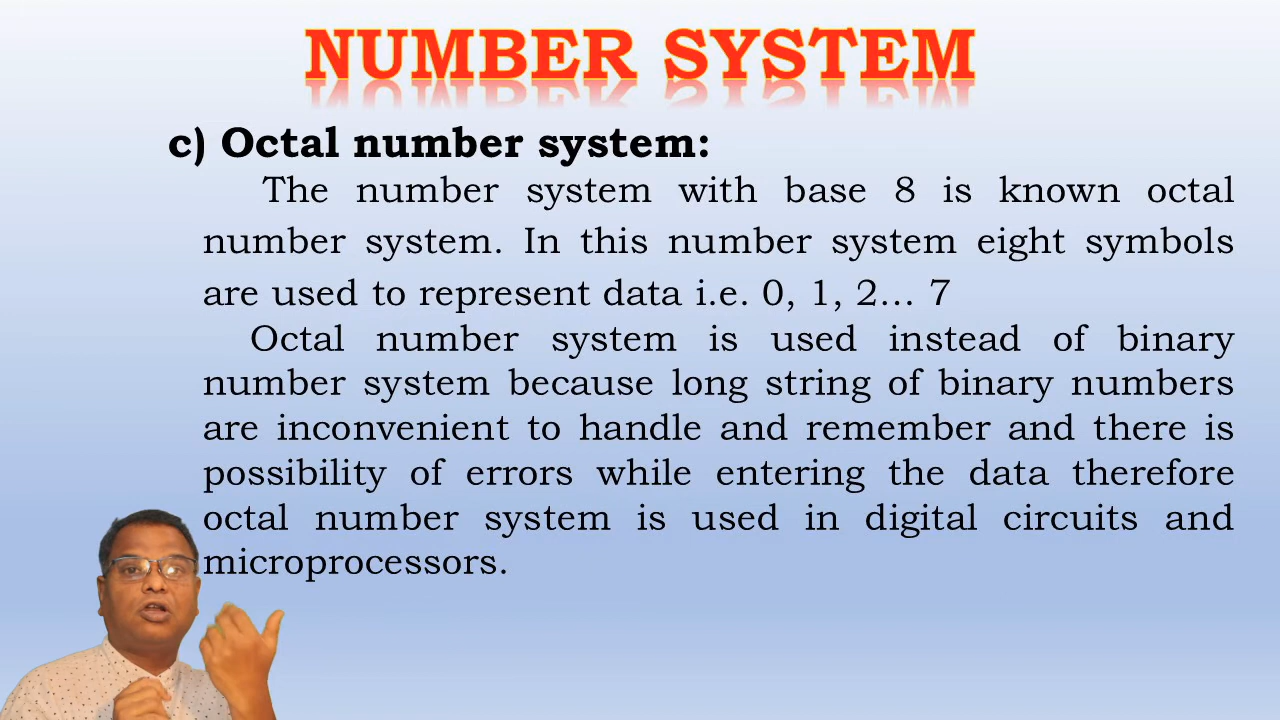 NUMBER SYSTEM
c) Octal number system:
The number system with base 8 is known octal
number system. In this number system eight symbols
are used to represent data i.e. 0, 1, 2... 7
Octal number system is used instead of binary
number system because long string of binary numbers
are inconvenient to handle and remember and there is
possibility of errors while entering the data therefore
octal number system is used in digital circuits and
microprocessors.